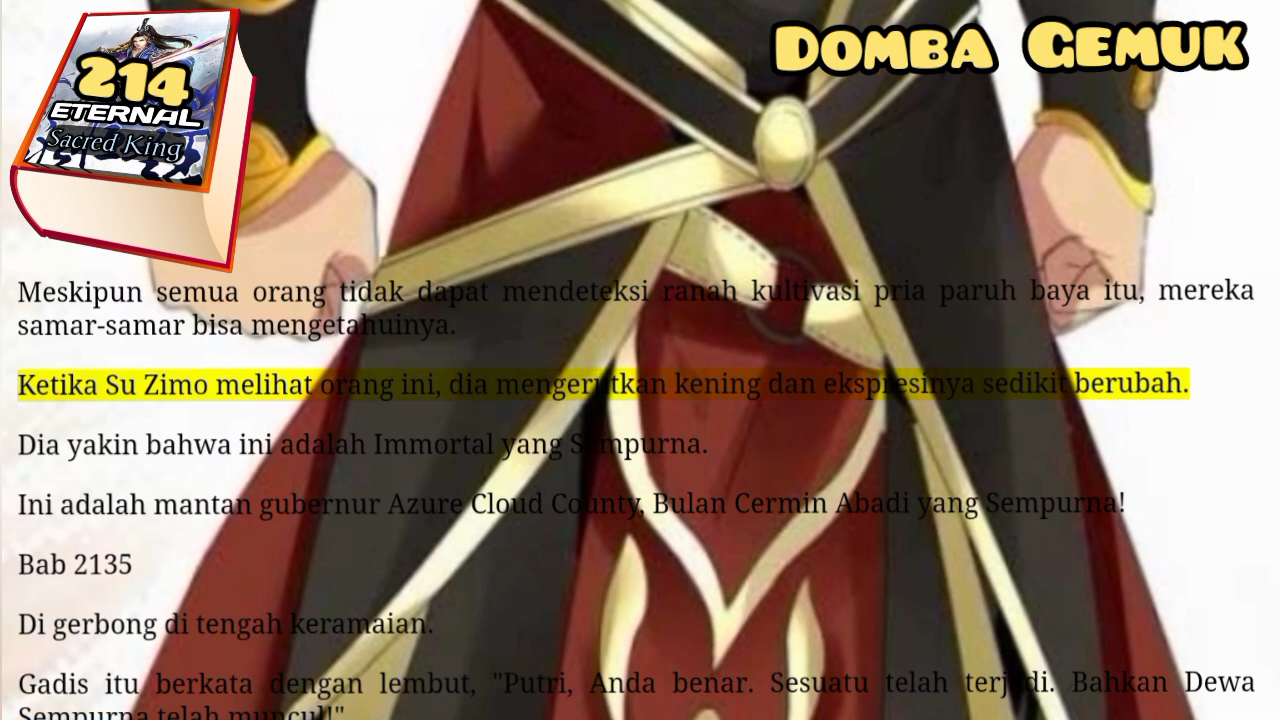 214
ETERNAL
Sacred King
DOMBA GEMUK
Meskipun semua orang tidak dapat mendeteksi ranah kultivasi pria paruh baya itu, mereka
samar-samar bisa mengetahuinya.
Ketika Su Zimo melihat orang ini, dia mengerutkan kening dan ekspresinya sedikit berubah.
Dia yakin bahwa ini adalah Immortal yang Sempurna.
Ini adalah mantan gubernur Azure Cloud County, Bulan Cermin Abadi yang Sempurna!
Bab 2135
Di gerbong di tengah keramaian.
Gadis itu berkata dengan lembut, "Putri, Anda benar. Sesuatu telah terjadi. Bahkan Dewa
Sempurna telah muncul!"